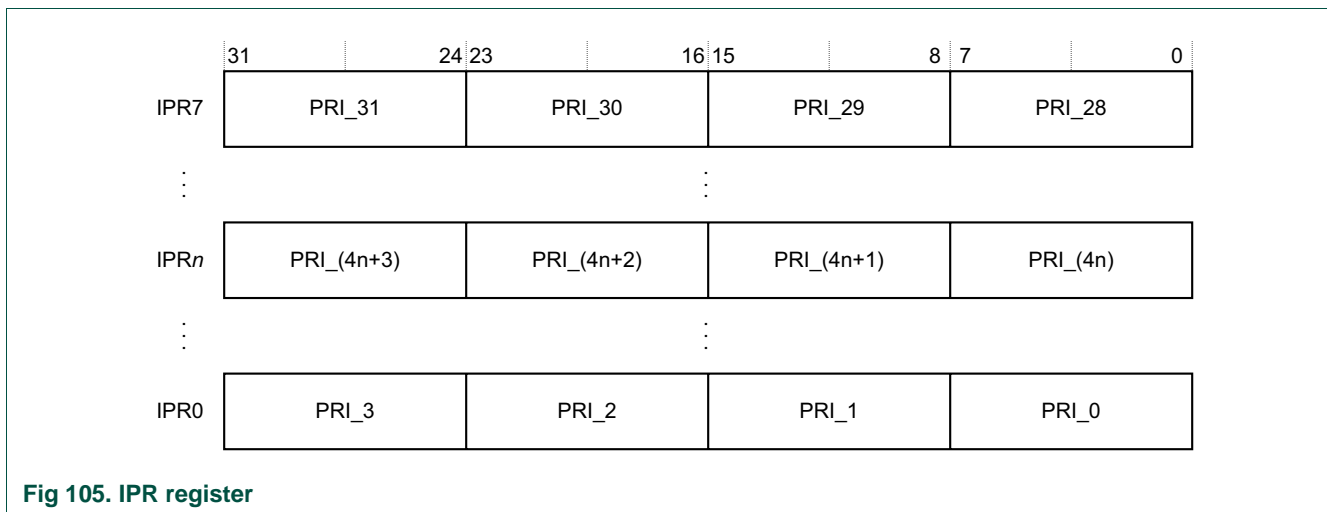 31 24 23 16 15 8 7 0
IPR7 PRI_31 PRI_30 PRI_29 PRI_28
IPRn PRI_(4n+3) PRI_(4n+2) PRI_(4n+1) PRI_(4n)
IPR0 PRI_3 PRI_2 PRI_1 PRI_0
Fig 105. IPR register